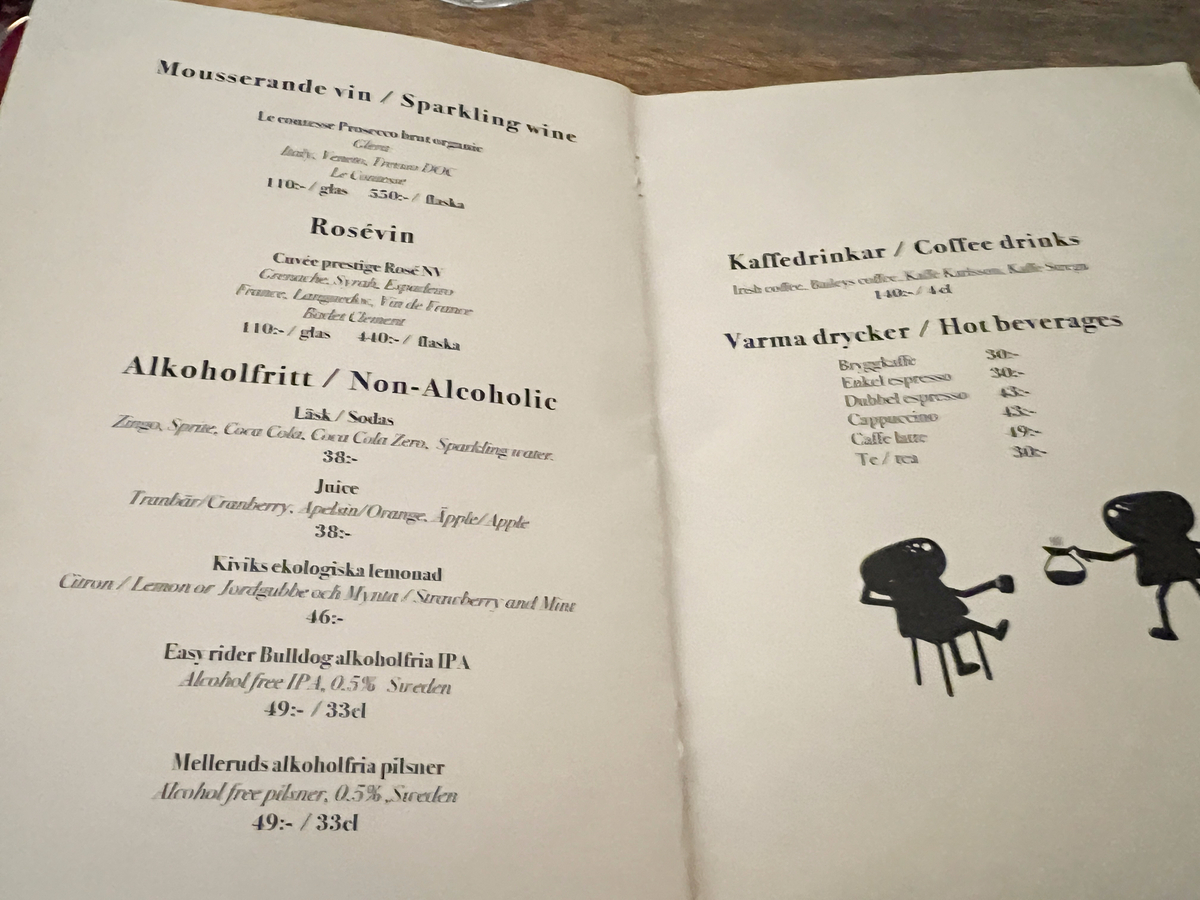 Mousserande vin / Sparkling wine
Le contesse Prosecco brut organic
Glera
Italy, Veneto, Treviso DOC
Le Contesse
110:- / glas 550:- / flaska
Rosévin
Cuvée prestige Rosé NV
Grenache, Syrah,
France, Languedoc, Vin de France
Badet Clement
110:- / glas 440:- / flaska
Alkoholfritt / Non-Alcoholic
Läsk / Sodas
Zingo, Sprite, Coca Cola, Coca Cola Zero, Sparkling water.
38:-
Juice
Tranbär/Cranberry, Apelsin/Orange, Äpple/Apple
38:-
Kiviks ekologiska lemonad
Citron / Lemon or Jordgubbe och Mynta / Strawberry and Mint
46:-
Easy rider Bulldog alkoholfria IPA
Alcohol free IPA, 0.5% Sweden
49:- / 33cl
Melleruds alkoholfria pilsner
Alcohol free pilsner, 0.5% ,Sweden
49:- / 33cl
Kaffedrinkar / Coffee drinks
Irish coffee, Baileys coffee, Kaffe Karlsson, Kaffe
140:- / 4cl
Varma drycker / Hot beverages
Bryggkaffe 30:-
Enkel espresso 30:-
Dubbel espresso 43:-
Cappuccino 43:-
Caffe latte 49:-
Te / tea 30:-